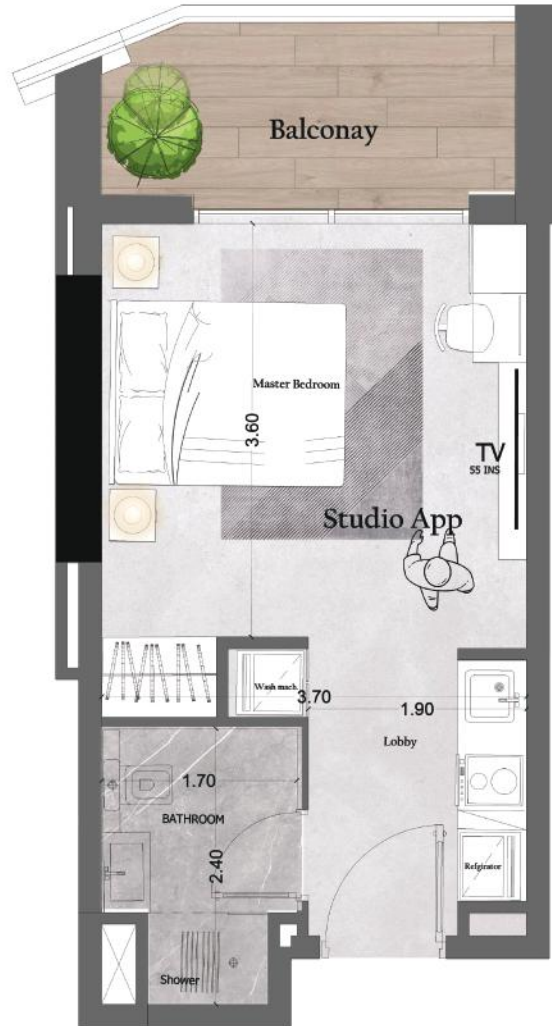 Balconay
Master Bedroom
3.60
TV
55 INS
Studio App
Wash mach.
3.70
1.90
Lobby
1.70
BATHROOM
2.40
Refgirator
Shower